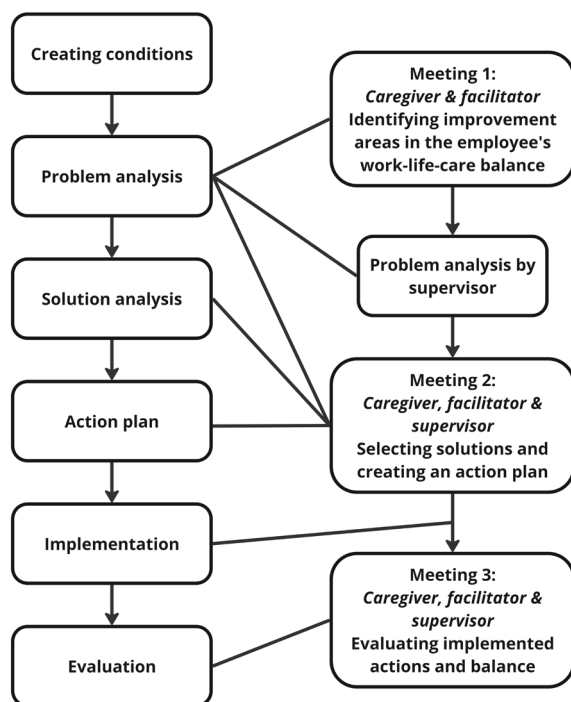 Creating conditions
Problem analysis
Solution analysis
Action plan
Implementation
Evaluation
Meeting 1:
Caregiver & facilitator
Identifying improvement
areas in the employee's
work-life-care balance
Problem analysis by
supervisor
Meeting 2:
Caregiver, facilitator &
supervisor
Selecting solutions and
creating an action plan
Meeting 3:
Caregiver, facilitator &
supervisor
Evaluating implemented
actions and balance